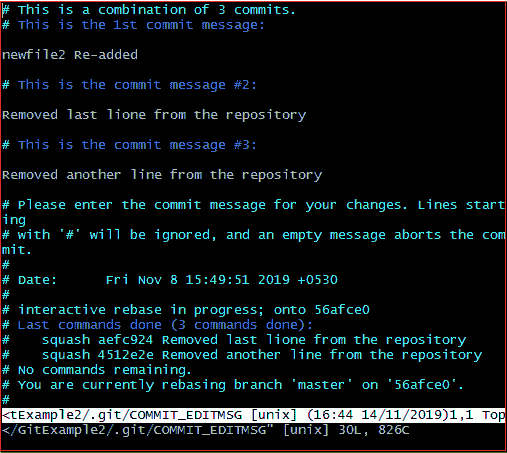 # This is a combination of 3 commits.
# This is the 1st commit message:
newfile2 Re-added
# This is the commit message #2:
Removed last lione from the repository
# This is the commit message #3:
Removed another line from the repository
# Please enter the commit message for your changes. Lines start
ing
# with '#' will be ignored, and an empty message aborts the com
mit.
#
# Date:      Fri Nov 8 15:49:51 2019 +0530
#
# interactive rebase in progress; onto 56afce0
# Last commands done (3 commands done):
#    squash aefc924 Removed last lione from the repository
#    squash 4512e2e Removed another line from the repository
# No commands remaining.
# You are currently rebasing branch 'master' on '56afce0'.
#
<tExample2/.git/COMMIT_EDITMSG [unix] (16:44 14/11/2019)1,1 Top
</GitExample2/.git/COMMIT_EDITMSG" [unix] 30L, 826C